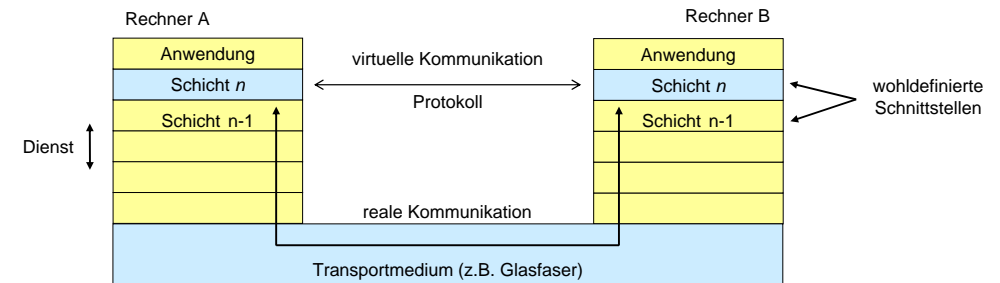 Rechner A
Rechner B
Anwendung
virtuelle Kommunikation
Anwendung
Schicht n
Schicht n
wohldefinierte
Schnittstellen
Protokoll
Schicht n-1
Schicht n-1
Dienst
reale Kommunikation
Transportmedium (z.B. Glasfaser)